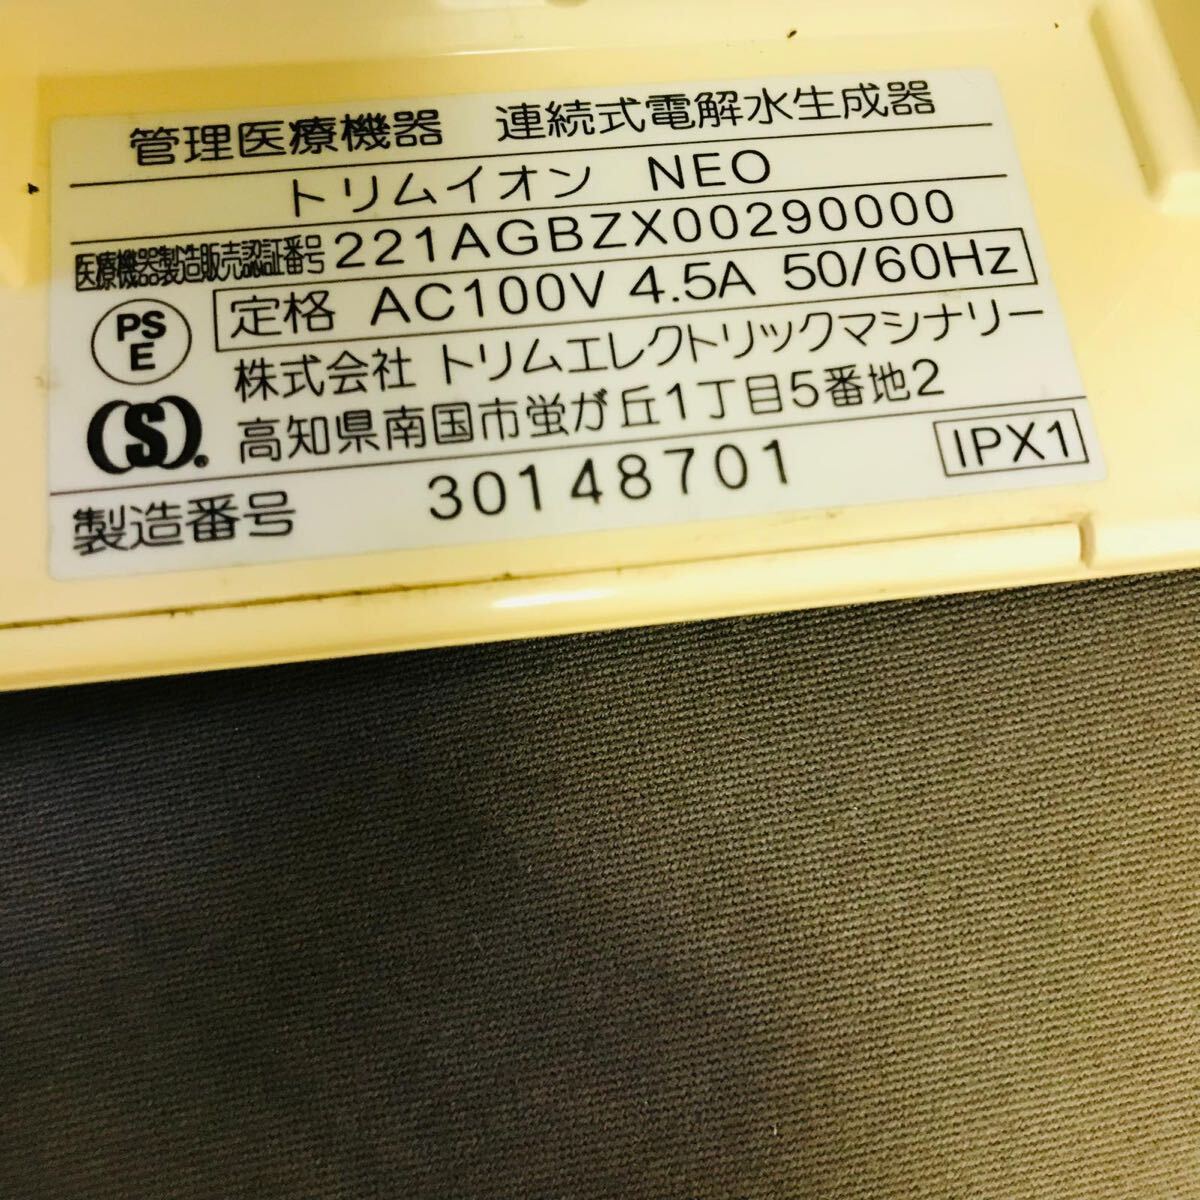 管理医療機器 連続式電解水生成器
トリムイオン NEO
医療機器製造販売認証番号 221AGBZX00290000
PS
E
定格 AC100V 4.5A 50/60Hz
株式会社 トリムエレクトリックマシナリー
(S)®
高知県南国市蛍が丘1丁目5番地2
IPX1
製造番号 30148701